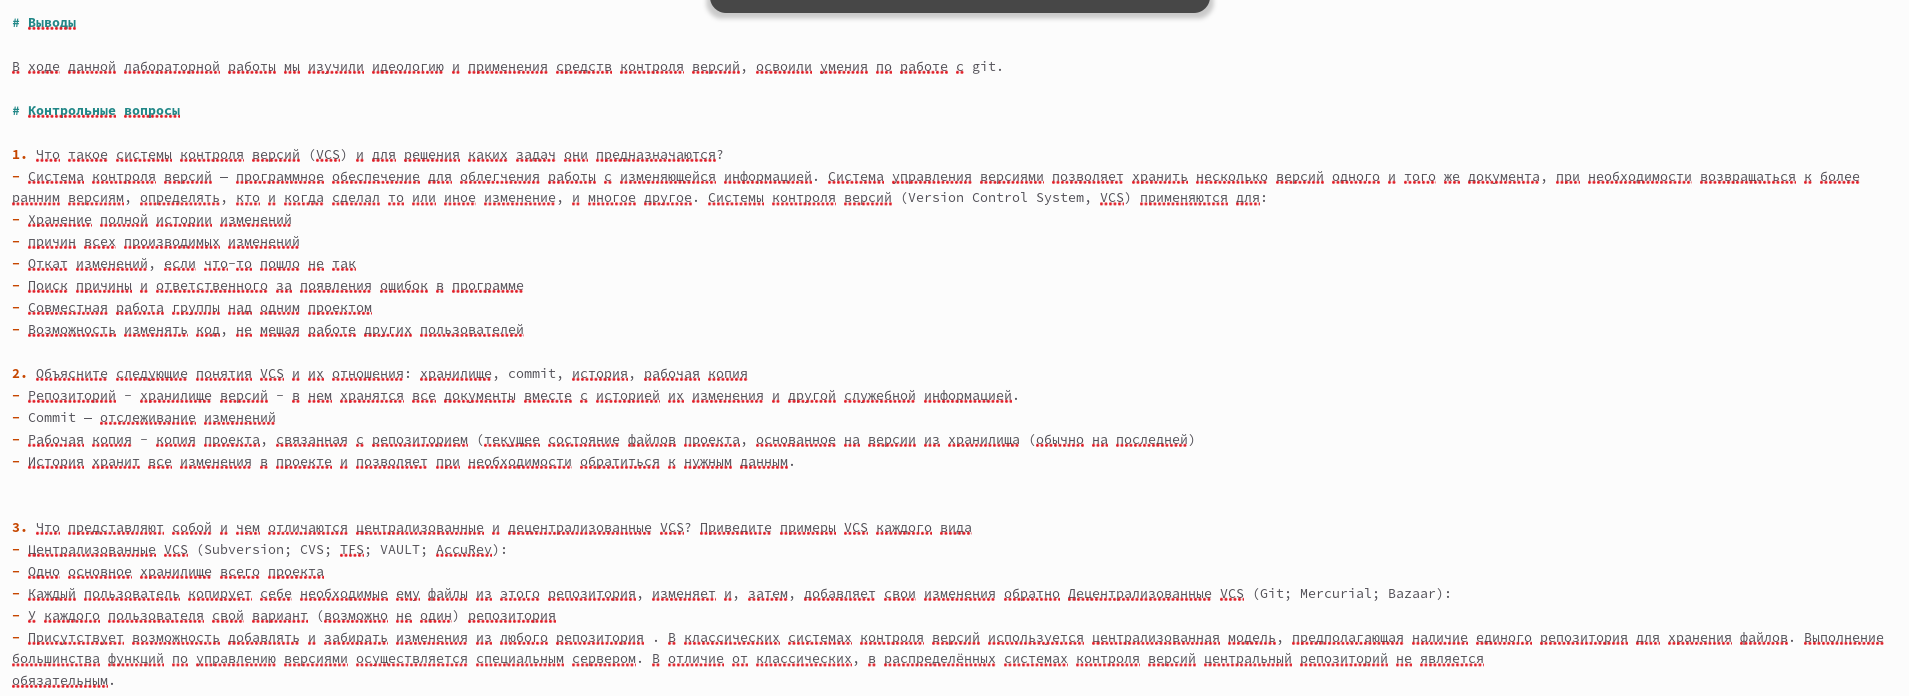 # Выводы
В ходе данной лабораторной работы мы изучили идеологию и применения средств контроля версий, освоили умения по работе с git.
# Контрольные вопросы
1. Что такое системы контроля версий (VCS) и для решения каких задач они предназначаются?
- Система контроля версий — программное обеспечение для облегчения работы с изменяющейся информацией. Система управления версиями позволяет хранить несколько версий одного и того же документа, при необходимости возвращаться к более
ранним версиям, определять, кто и когда сделал то или иное изменение, и многое другое. Системы контроля версий (Version Control System, VCS) применяются для:
- Хранение полной истории изменений
- причин всех производимых изменений
- Откат изменений, если что-то пошло не так
- Поиск причины и ответственного за появления ошибок в программе
- Совместная работа группы над одним проектом
- Возможность изменять код, не мешая работе других пользователей
2. Объясните следующие понятия VCS и их отношения: хранилище, commit, история, рабочая копия
- Репозиторий - хранилище версий - в нем хранятся все документы вместе с историей их изменения и другой служебной информацией.
- Commit — отслеживание изменений
- Рабочая копия - копия проекта, связанная с репозиторием (текущее состояние файлов проекта, основанное на версии из хранилища (обычно на последней)
- История хранит все изменения в проекте и позволяет при необходимости обратиться к нужным данным.
3. Что представляют собой и чем отличаются централизованные и децентрализованные VCS? Приведите примеры VCS каждого вида
- Централизованные VCS (Subversion; CVS; TFS; VAULT; AccuRev):
- Одно основное хранилище всего проекта
- Каждый пользователь копирует себе необходимые ему файлы из этого репозитория, изменяет и, затем, добавляет свои изменения обратно Децентрализованные VCS (Git; Mercurial; Bazaar):
- У каждого пользователя свой вариант (возможно не один) репозитория
- Присутствует возможность добавлять и забирать изменения из любого репозитория . В классических системах контроля версий используется централизованная модель, предполагающая наличие единого репозитория для хранения файлов. Выполнение
большинства функций по управлению версиями осуществляется специальным сервером. В отличие от классических, в распределённых системах контроля версий центральный репозиторий не является
обязательным.